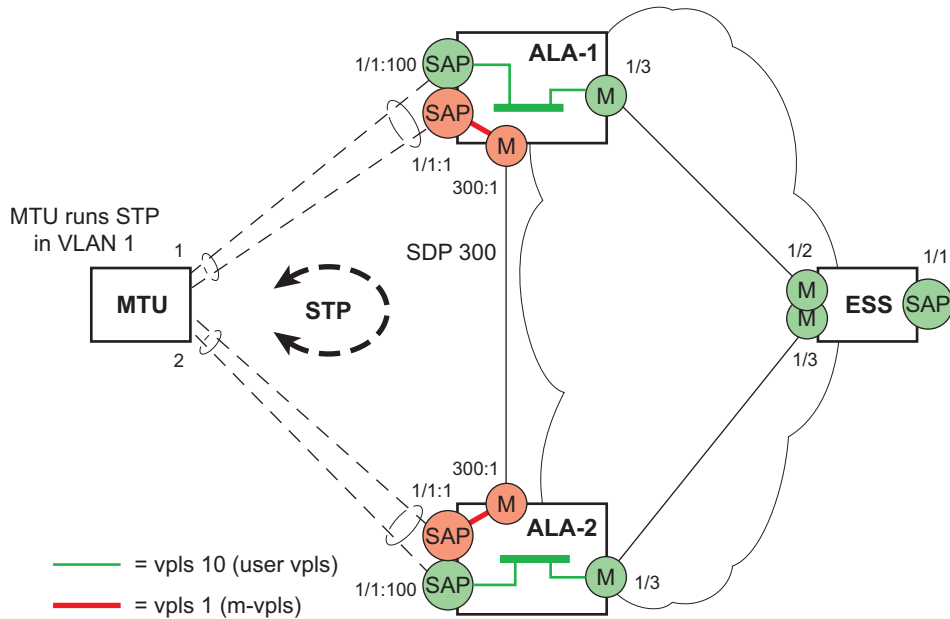 ALA-1
SAP
1/1:100
1/3
M
SAP
M
1/1:1
300:1
MTU runs STP
in VLAN 1
1
SDP 300
1/2
1/1
MTU
STP
M
M
ESS
SAP
2
1/3
300:1
1/1:1
M
ALA-2
SAP
= vpls 10 (user vpls)
SAP
M
1/1:100
1/3
= vpls 1 (m-vpls)